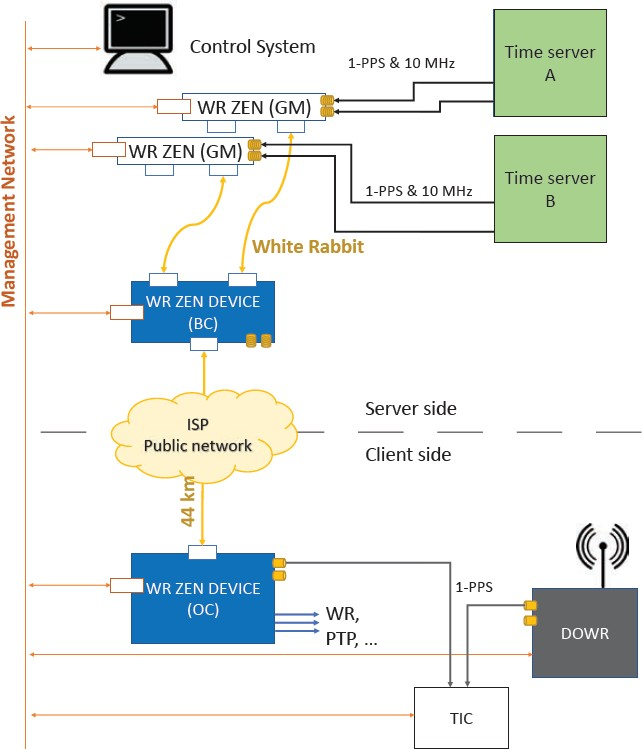 >
Control System
1-PPS & 10 MHz
Time server
A
WR ZEN (GM)
WR ZEN (GM)
1-PPS & 10 MHz
Time server
B
Management Network
White Rabbit
WR ZEN DEVICE
(BC)
Server side
ISP
Public network
Client side
44 km
WR ZEN DEVICE
(OC)
1-PPS
WR,
PTP, ...
DOWR
TIC